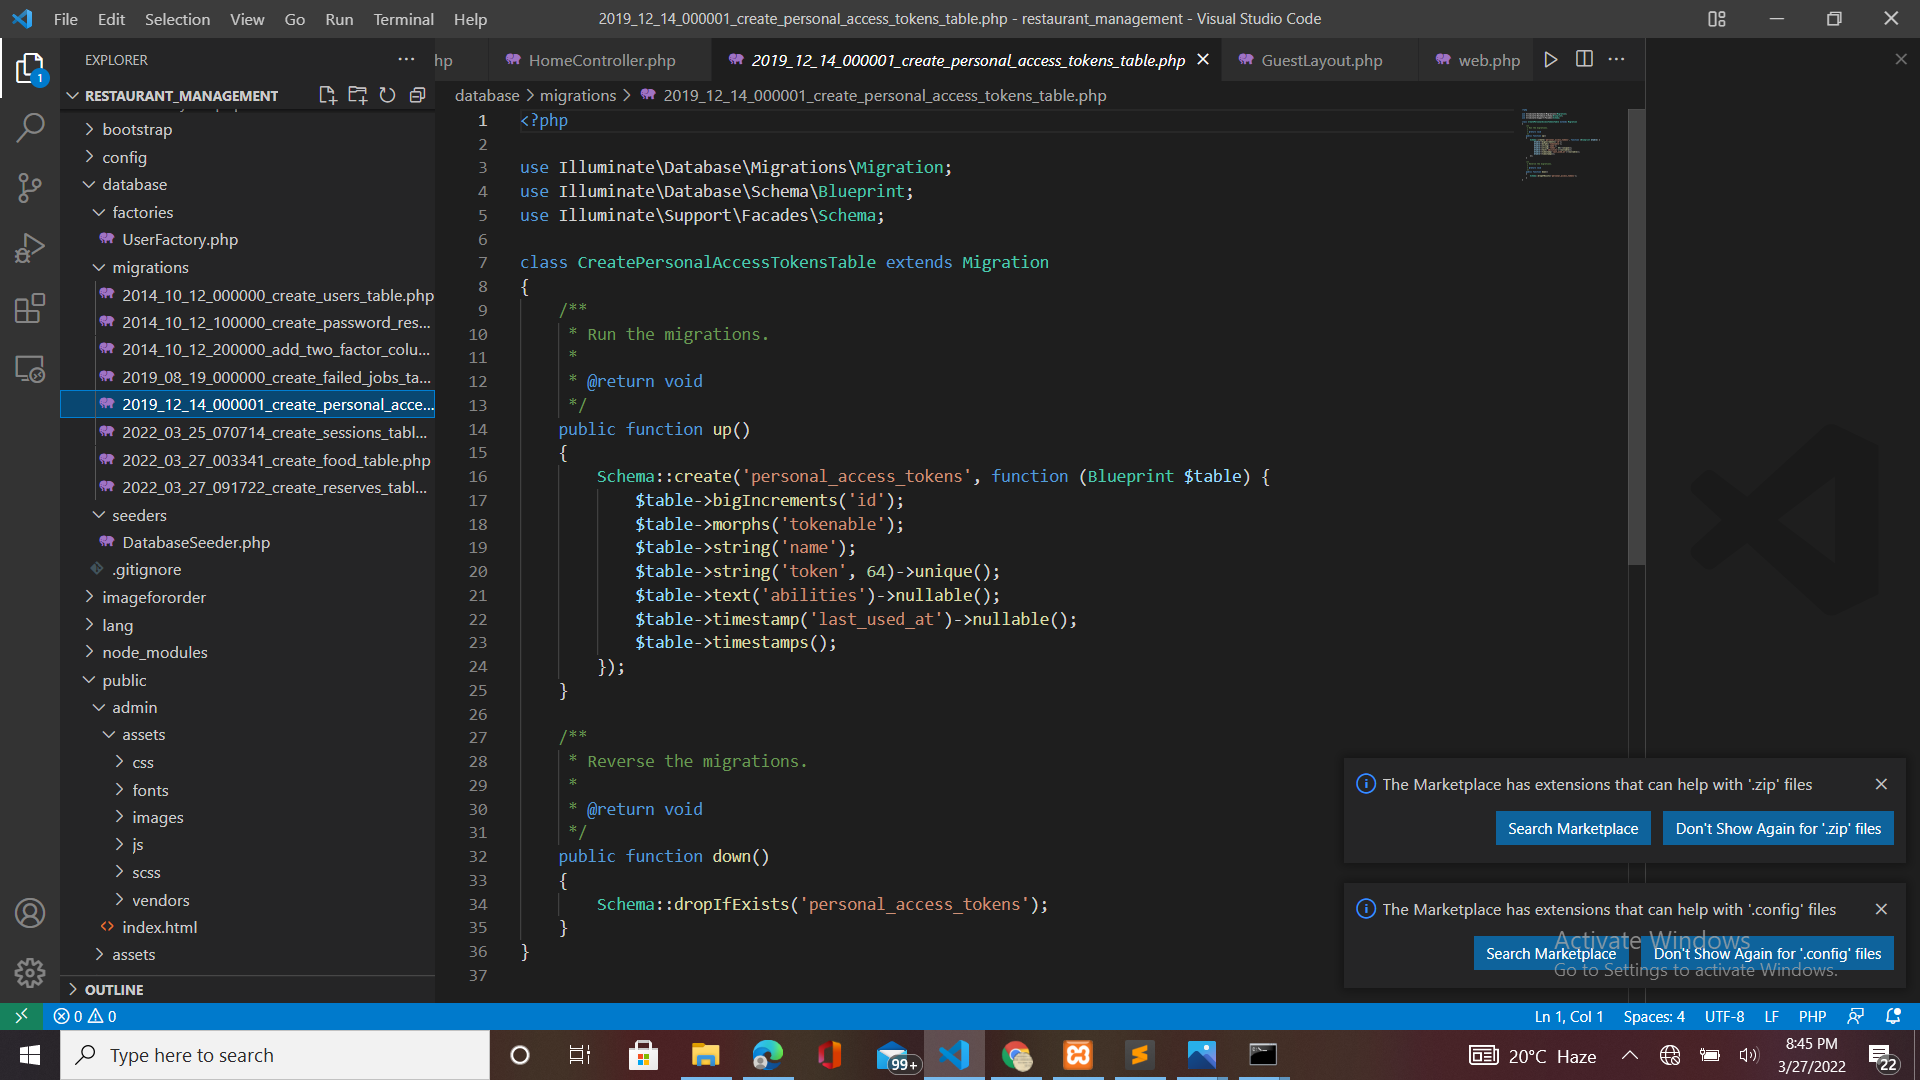 File Edit Selection View Go Run Terminal Help
2019_12_14_000001_create_personal_access_tokens_table.php - restaurant_management - Visual Studio Code
EXPLORER
hp
HomeController.php
2019_12_14_000001_create_personal_access_tokens_table.php
GuestLayout.php
web.php
1
RESTAURANT_MANAGEMENT
database > migrations > 2019_12_14_000001_create_personal_access_tokens_table.php
bootstrap
config
database
factories
UserFactory.php
migrations
2014_10_12_000000_create_users_table.php
2014_10_12_100000_create_password_res...
2014_10_12_200000_add_two_factor_colu...
2019_08_19_000000_create_failed_jobs_ta...
2019_12_14_000001_create_personal_acce...
2022_03_25_070714_create_sessions_tabl...
2022_03_27_003341_create_food_table.php
2022_03_27_091722_create_reserves_tabl...
seeders
DatabaseSeeder.php
.gitignore
imagefororder
lang
node_modules
public
admin
assets
css
fonts
images
js
scss
vendors
index.html
assets
OUTLINE
1 <?php
2
3 use Illuminate\Database\Migrations\Migration;
4 use Illuminate\Database\Schema\Blueprint;
5 use Illuminate\Support\Facades\Schema;
6
7 class CreatePersonalAccessTokensTable extends Migration
8 {
9 /**
10 * Run the migrations.
11 *
12 * @return void
13 */
14 public function up()
15 {
16 Schema::create('personal_access_tokens', function (Blueprint $table) {
17 $table->bigIncrements('id');
18 $table->morphs('tokenable');
19 $table->string('name');
20 $table->string('token', 64)->unique();
21 $table->text('abilities')->nullable();
22 $table->timestamp('last_used_at')->nullable();
23 $table->timestamps();
24 });
25 }
26
27 /**
28 * Reverse the migrations.
29 *
30 * @return void
31 */
32 public function down()
33 {
34 Schema::dropIfExists('personal_access_tokens');
35 }
36 }
37
The Marketplace has extensions that can help with '.zip' files
Search Marketplace
Don't Show Again for '.zip' files
The Marketplace has extensions that can help with '.config' files
Search Marketplace
Don't Show Again for '.config' files
Activate Windows
Go to Settings to activate Windows.
0 0
Ln 1, Col 1 Spaces: 4 UTF-8 LF PHP
Type here to search
99+
20°C Haze
8:45 PM
3/27/2022
22